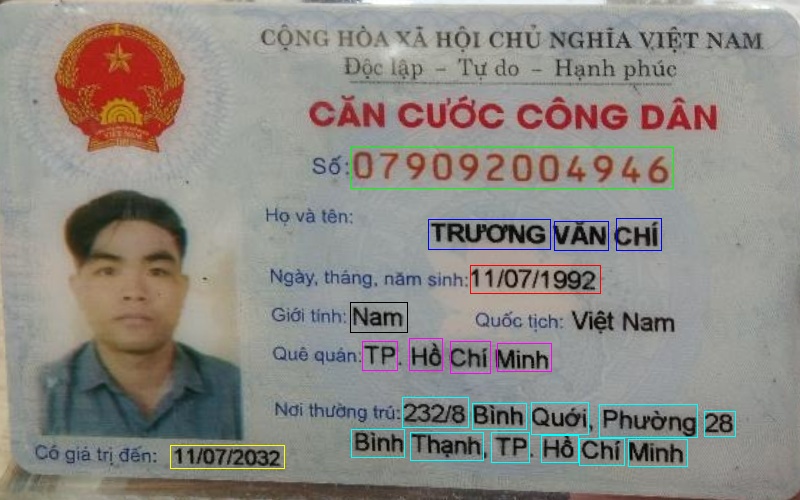 CỘNG HÒA XÃ HỘI CHỦ NGHĨA VIỆT NAM
Độc lập - Tự do - Hạnh phúc
CĂN CƯỚC CÔNG DÂN
Số: 079092004946
Họ và tên:
TRƯƠNG VĂN CHÍ
Ngày, tháng, năm sinh: 11/07/1992
Giới tính: Nam Quốc tịch: Việt Nam
Quê quán: TP. Hồ Chí Minh
Nơi thường trú: 232/8 Bình Quới, Phường 28
Bình Thạnh, TP. Hồ Chí Minh
Có giá trị đến: 11/07/2032